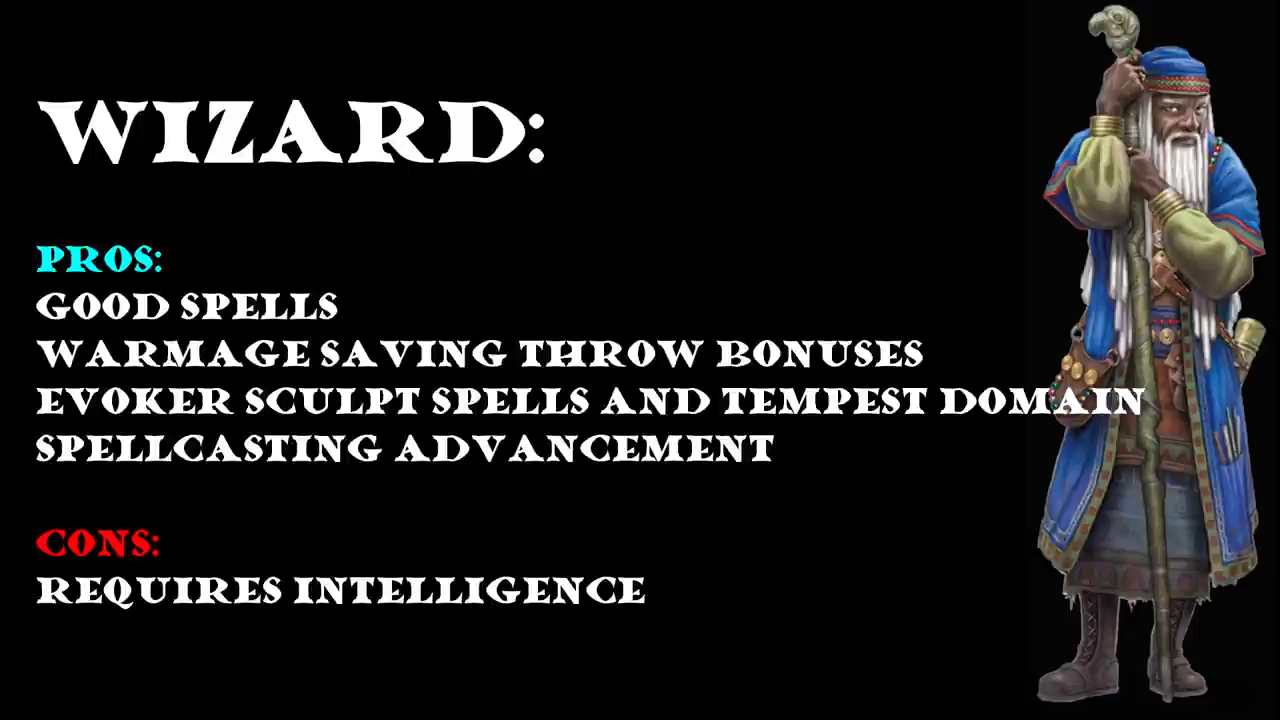 WIZARD:
PROS:
GOOD SPELLS
WARMAGE SAVING THROW BONUSES
EVOKER SCULPT SPELLS AND TEMPEST DOMAIN
SPELLCASTING ADVANCEMENT
CONS:
REQUIRES INTELLIGENCE